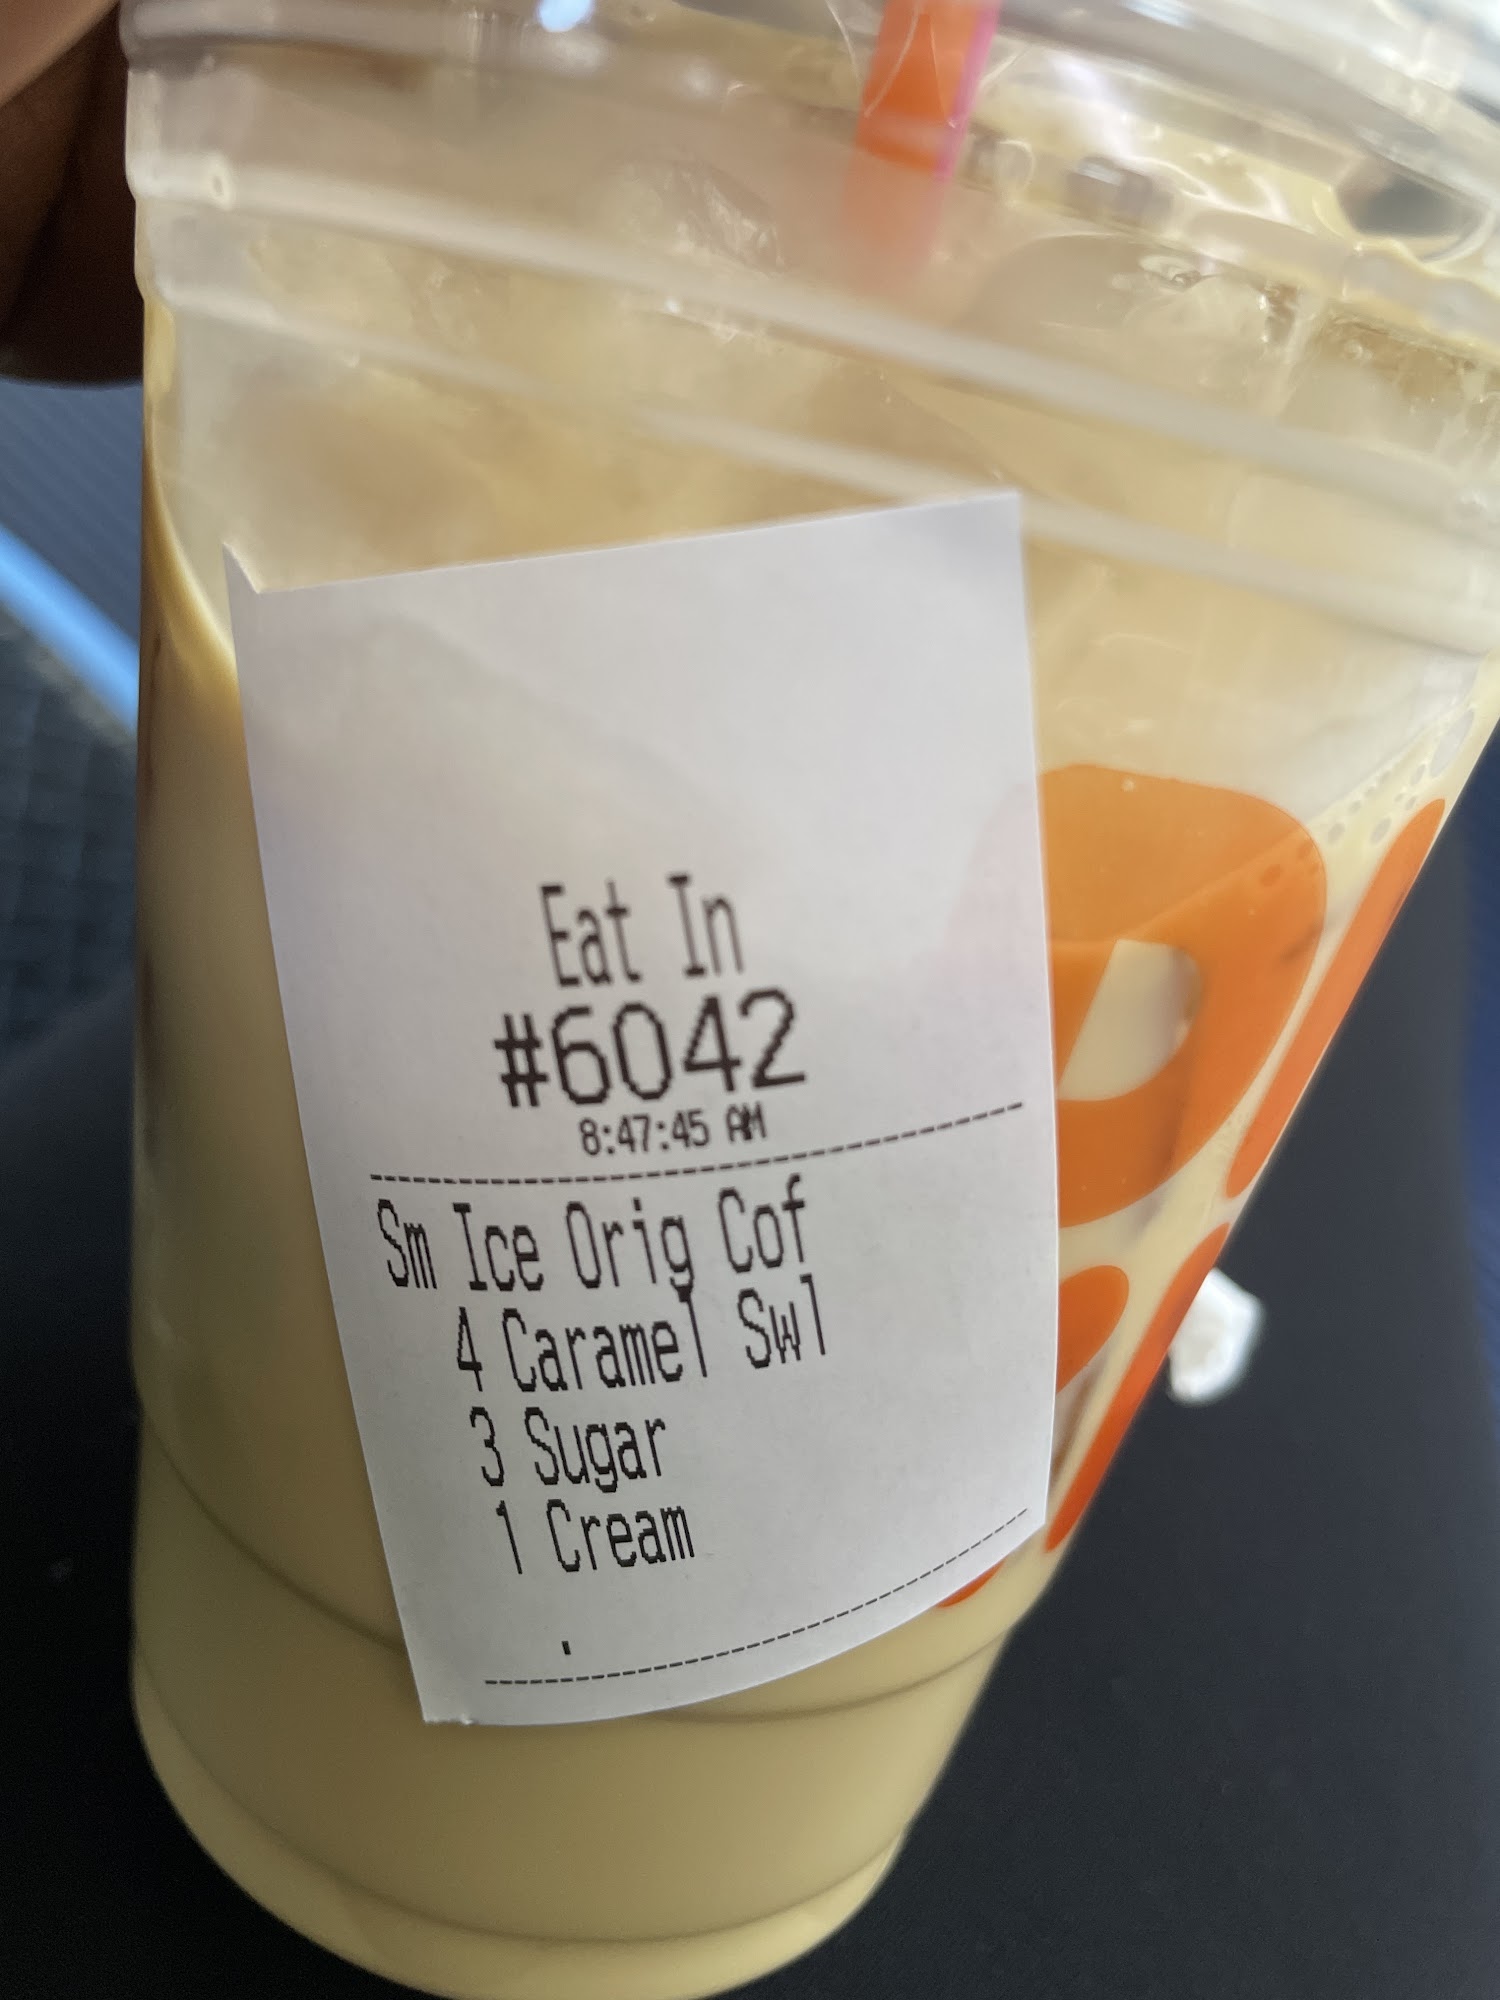 Eat In
#6042
8:47:45 AM
Sm Ice Orig Cof
4 Caramel Swl
3 Sugar
1 Cream
.